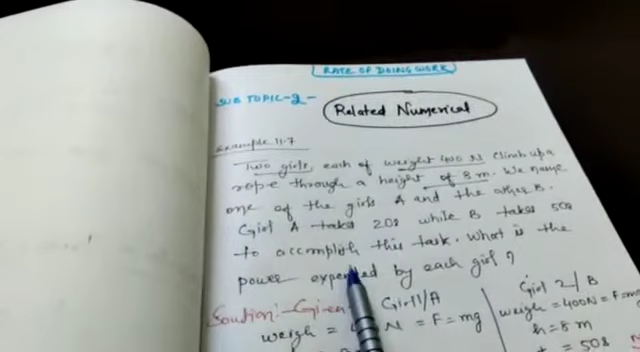 RATE OF DOING WORK
SUB TOPIC-2-
Related Numerical
Example 11.7
Two girls, each of weight 400 N climb up a
rope through a height of 8 m. We name
one of the girls A and the other B.
Girl A takes 20s while B takes 50s
to accomplish this task. What is the
power expended by each girl?
Soution:- Given Girl 1/A
weigh = N = F = mg
Girl 2/B
weigh = 400N = F = mg
h = 8 m
= 50s